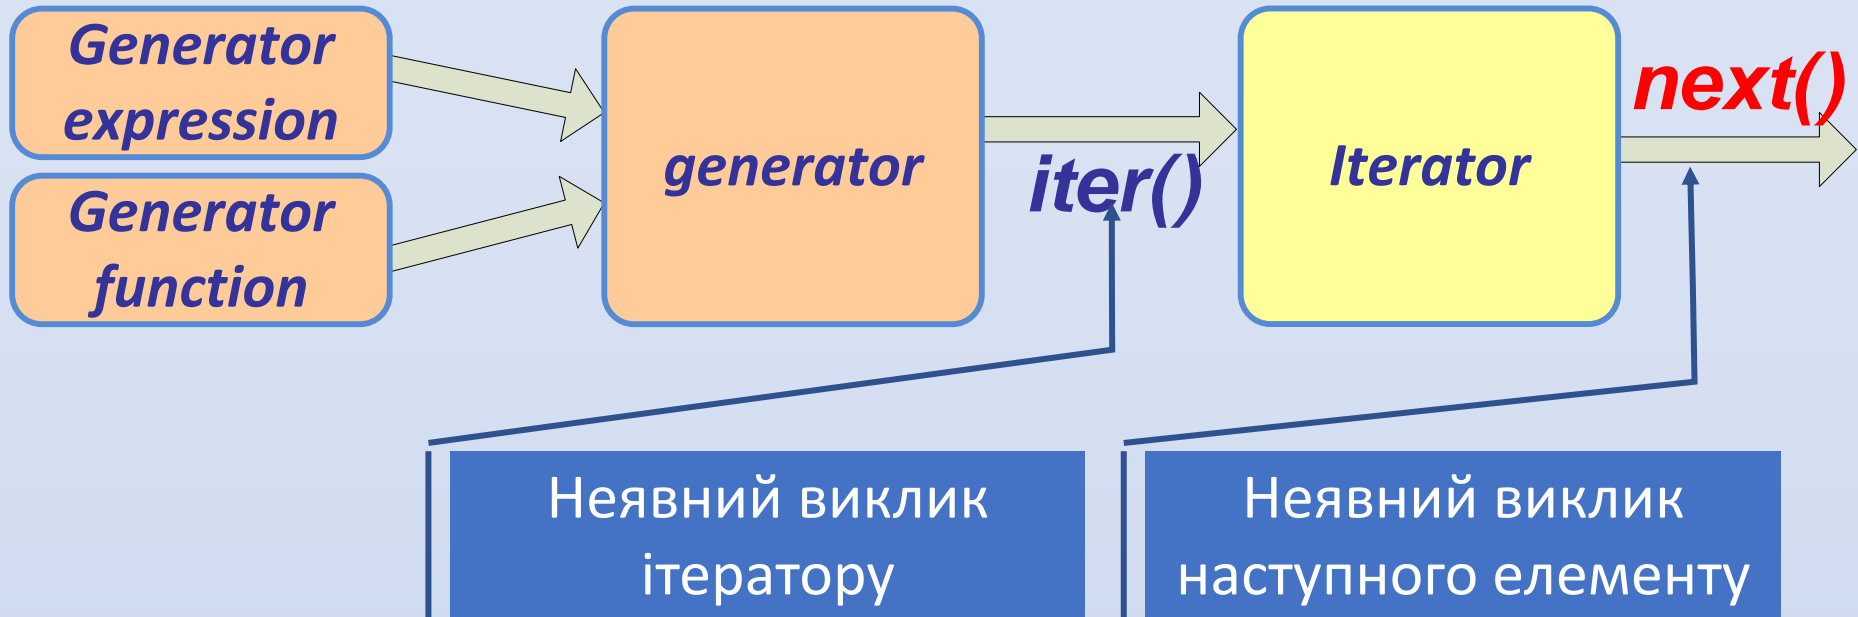 Generator
expression
Generator
function
generator
iter()
Iterator
next()
Неявний виклик
ітератору
Неявний виклик
наступного елементу